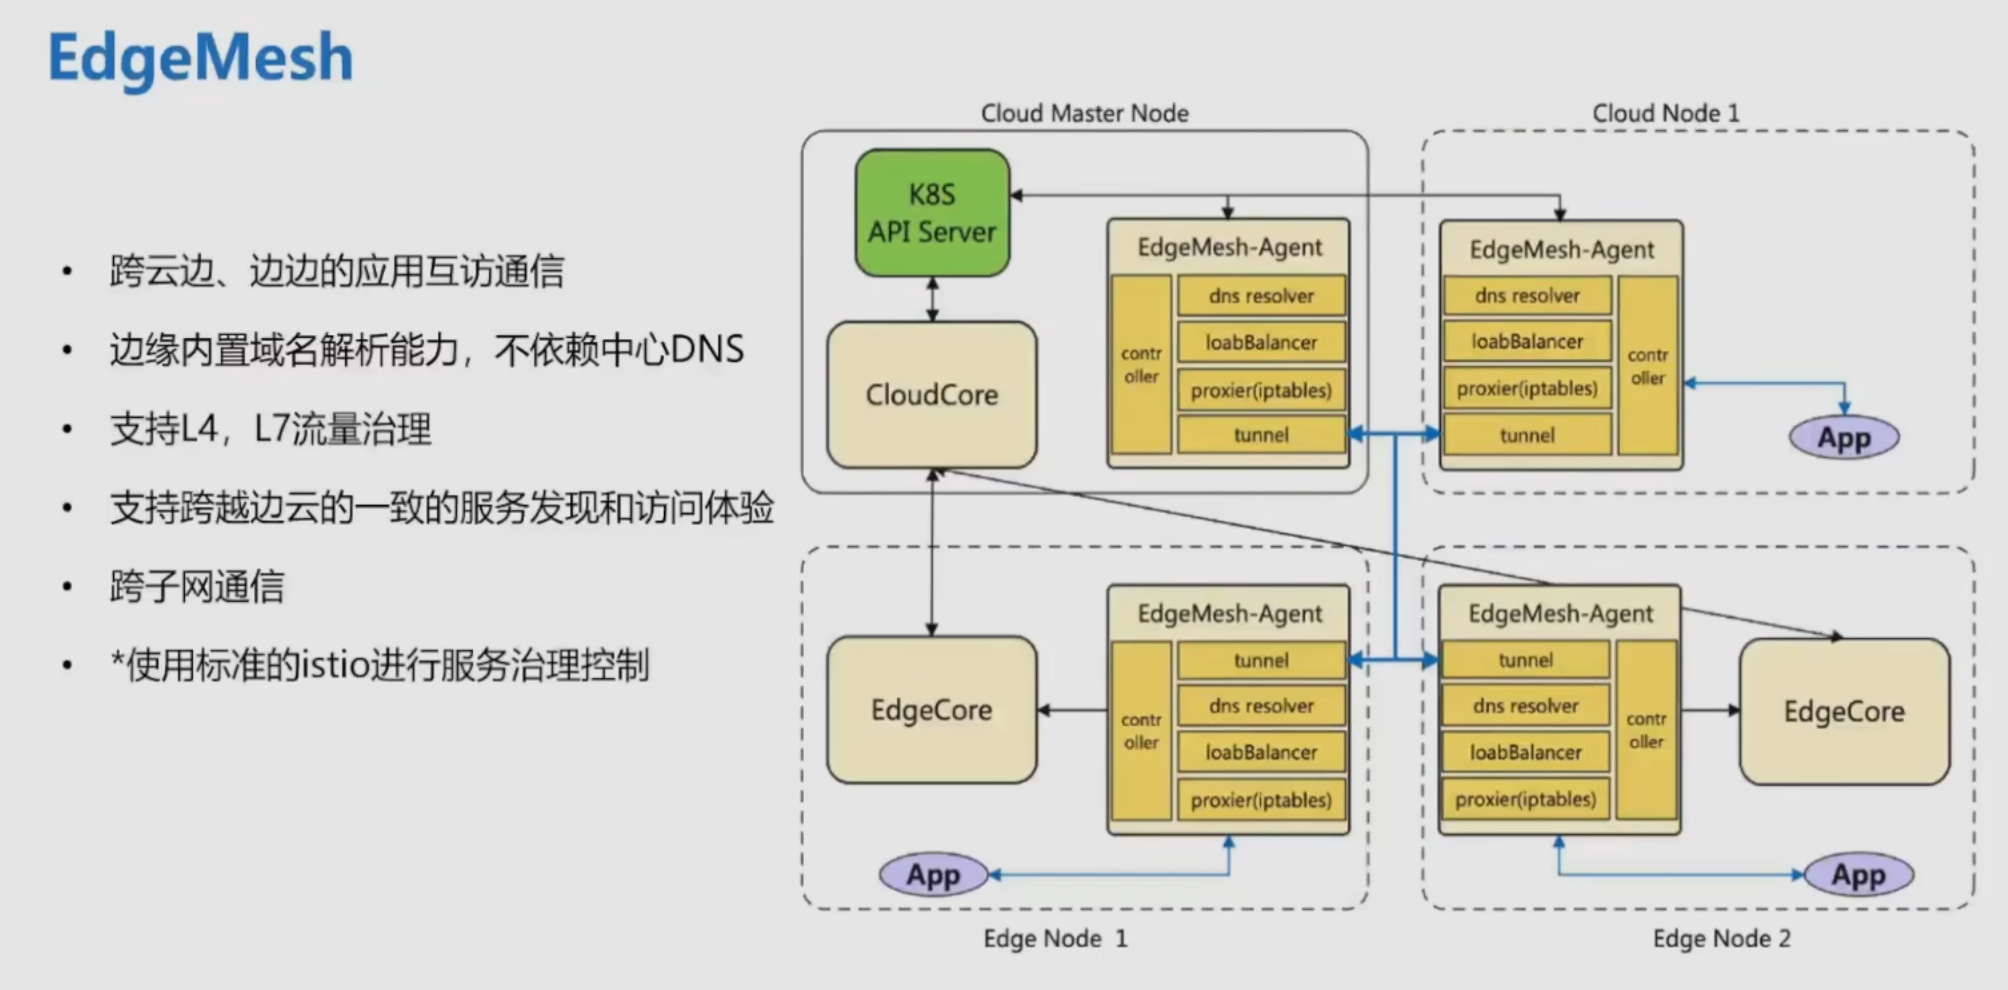 EdgeMesh
• 跨云边、边边的应用互访通信
• 边缘内置域名解析能力，不依赖中心DNS
• 支持L4，L7流量治理
• 支持跨越边云的一致的服务发现和访问体验
• 跨子网通信
• *使用标准的istio进行服务治理控制
Cloud Master Node
K8S
API Server
CloudCore
EdgeMesh-Agent
contr
oller
dns resolver
loabBalancer
proxier(iptables)
tunnel
Cloud Node 1
EdgeMesh-Agent
dns resolver
loabBalancer
proxier(iptables)
tunnel
contr
oller
App
EdgeCore
EdgeMesh-Agent
contr
oller
tunnel
dns resolver
loabBalancer
proxier(iptables)
App
Edge Node 1
EdgeMesh-Agent
tunnel
dns resolver
loabBalancer
proxier(iptables)
contr
oller
EdgeCore
App
Edge Node 2